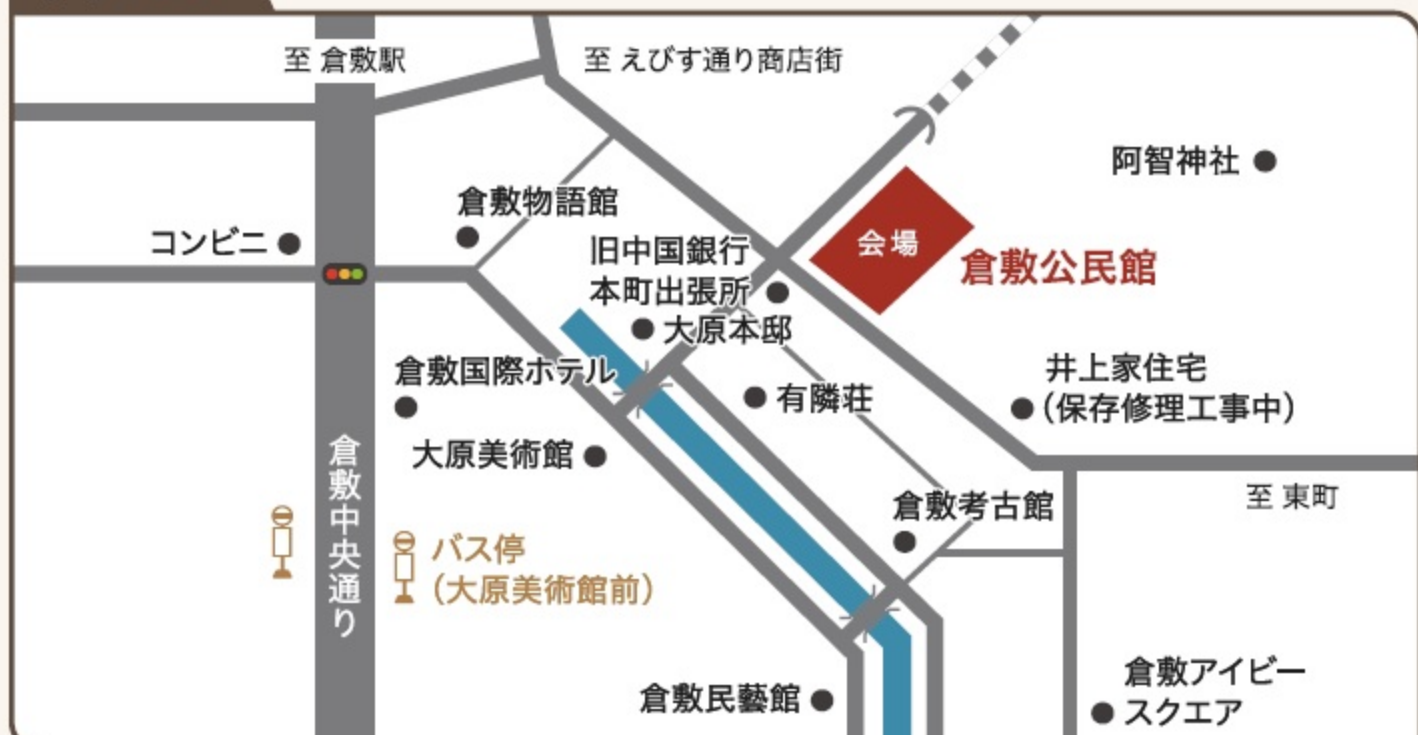 至 倉敷駅
至 えびす通り商店街
阿智神社
倉敷物語館
コンビニ
旧中国銀行
本町出張所
会場
倉敷公民館
大原本邸
倉敷国際ホテル
有隣荘
井上家住宅
(保存修理工事中)
大原美術館
倉敷中央通り
至 東町
倉敷考古館
バス停
(大原美術館前)
倉敷民藝館
倉敷アイビー
スクエア